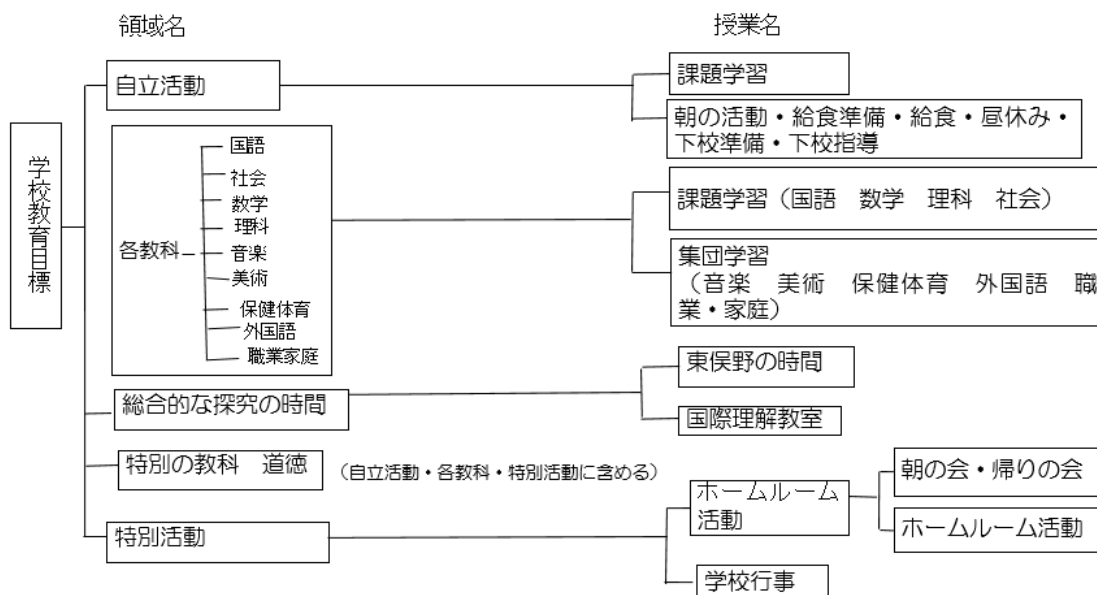 領域名
授業名
学校教育目標
自立活動
課題学習
朝の活動・給食準備・給食・昼休み・
下校準備・下校指導
各教科
国語
社会
数学
理科
音楽
美術
保健体育
外国語
職業家庭
課題学習(国語 数学 理科 社会)
集団学習
(音楽 美術 保健体育 外国語 職
業・家庭)
総合的な探究の時間
東俣野の時間
国際理解教室
特別の教科 道徳
(自立活動・各教科・特別活動に含める)
特別活動
ホームルーム
活動
朝の会・帰りの会
ホームルーム活動
学校行事